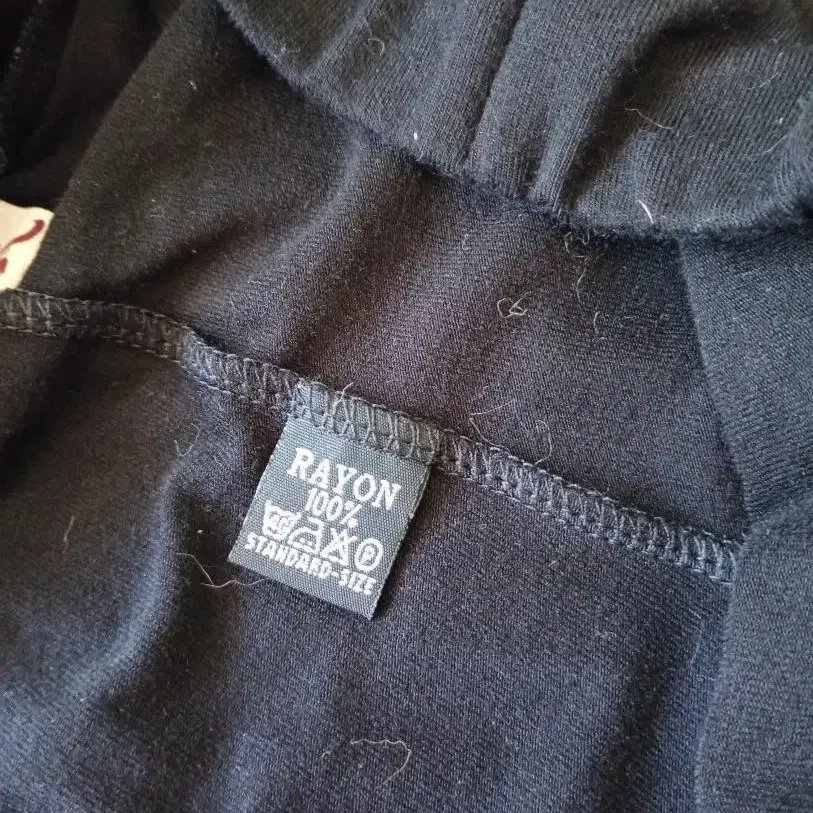 RAYON
100%
P
STANDARD-SIZE